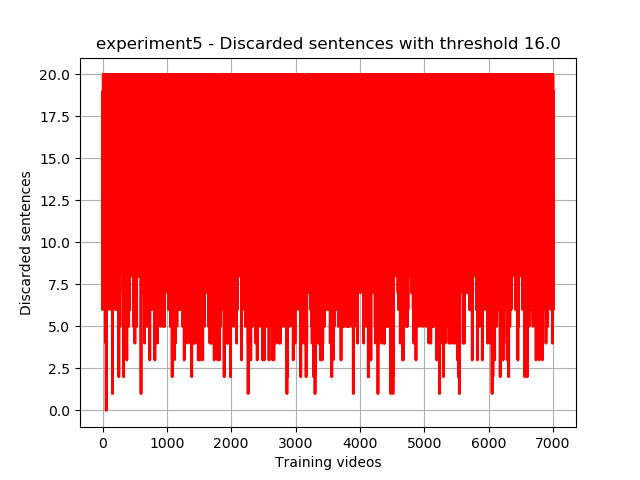 experiment5 - Discarded sentences with threshold 16.0
20.0
17.5
15.0
12.5
10.0
7.5
5.0
2.5
0.0
Discarded sentences
0 1000 2000 3000 4000 5000 6000 7000
Training videos